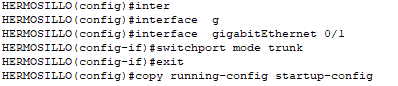 HERMOSILLO(config)#inter
HERMOSILLO(config)#interface  g
HERMOSILLO(config)#interface  gigabitEthernet 0/1
HERMOSILLO(config-if)#switchport mode trunk
HERMOSILLO(config-if)#exit
HERMOSILLO(config)#copy running-config startup-config